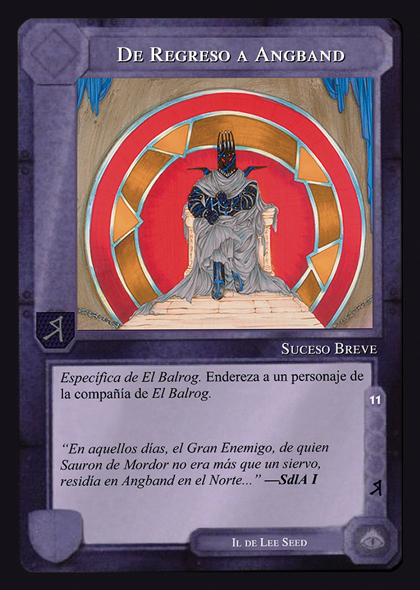 De Regreso a Angband
Suceso Breve
Específica de El Balrog. Endereza a un personaje de
la compañía de El Balrog.
11
“En aquellos días, el Gran Enemigo, de quien
Sauron de Mordor no era más que un siervo,
residía en Angband en el Norte...” —SdlA I
Il de Lee Seed